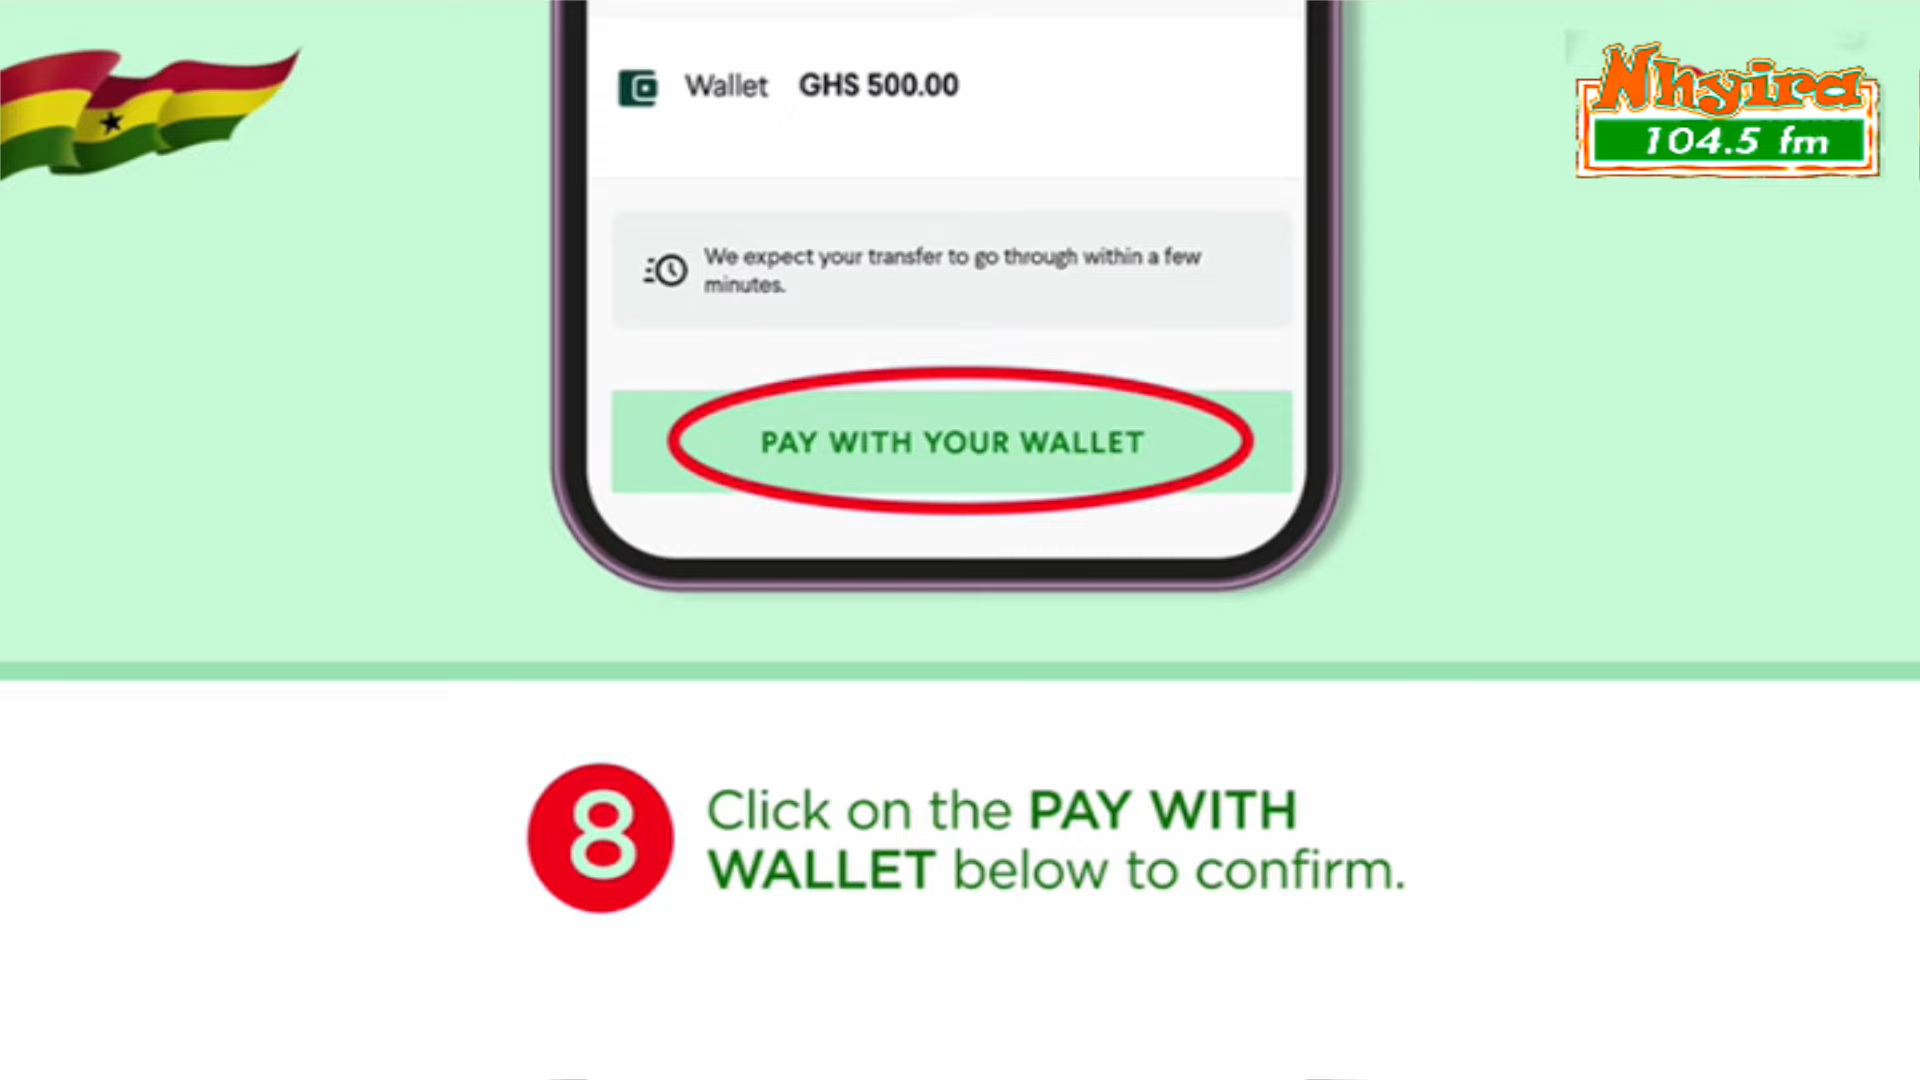 Wallet GHS 500.00
Nhyira
104.5 fm
We expect your transfer to go through within a few
minutes.
PAY WITH YOUR WALLET
8
Click on the PAY WITH
WALLET below to confirm.